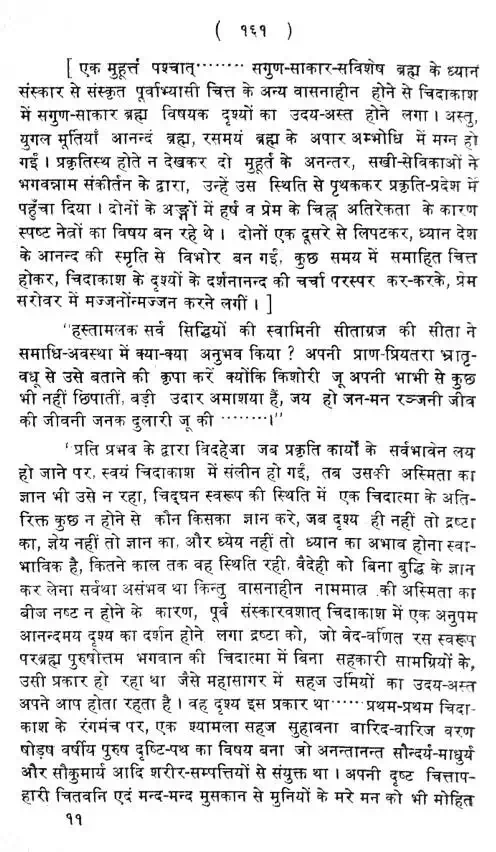 ( १६१ )
[ एक मुहूर्त्त पश्चात्········ सगुण-साकार-सविशेष ब्रह्म के ध्यान
संस्कार से संस्कृत पूर्वाभ्यासी चित्त के अन्य वासनाहीन होने से चिदाकाश
में सगुण-साकार ब्रह्म विषयक दृश्यों का उदय-अस्त होने लगा । अस्तु,
युगल मूर्तियाँ आनन्दं ब्रह्म, रसमयं ब्रह्म के अपार अम्भोधि में मग्न हो
गईं । प्रकृतिस्थ होते न देखकर दो मुहूर्त के अनन्तर, सखी-सेविकाओं ने
भगवन्नाम संकीर्तन के द्वारा, उन्हें उस स्थिति से पृथककर प्रकृति-प्रदेश में
पहुँचा दिया । दोनों के अङ्गों में हर्ष व प्रेम के चिह्न अतिरेकता के कारण
स्पष्ट नेत्रों का विषय बन रहे थे । दोनों एक दूसरे से लिपटकर, ध्यान देश
के आनन्द की स्मृति से विभोर बन गईं, कुछ समय में समाहित चित्त
होकर, चिदाकाश के दृश्यों के दर्शनानन्द की चर्चा परस्पर कर-करके, प्रेम
सरोवर में मज्जनोंन्मज्जन करने लगीं । ]
"हस्तामलक सर्व सिद्धियों की स्वामिनी सीताग्रज की सीता ने
समाधि-अवस्था में क्या-क्या अनुभव किया ? अपनी प्राण-प्रियतरा भ्रातृ-
वधू से उसे बताने की कृपा करें क्योंकि किशोरी जू अपनी भाभी से कुछ
भी नहीं छिपातीं, बड़ी उदार आमाशया हैं, जय हो जन-मन रञ्जनी जीव
की जीवनी जनक दुलारी जू की ········।"
'प्रति प्रभव के द्वारा विदहेजा जब प्रकृति कार्यों के सर्वभावेन लय
हो जाने पर, स्वयं चिदाकाश में संलीन हो गईं, तब उसकी अस्मिता का
ज्ञान भी उसे न रहा, चिद्घन स्वरूप की स्थिति में एक चिदात्मा के अति-
रिक्त कुछ न होने से कौन किसका ज्ञान करे, जब दृश्य ही नहीं तो द्रष्टा
का, ज्ञेय नहीं तो ज्ञान का, और ध्येय नहीं तो ध्यान का अभाव होना स्वा-
भाविक है, कितने काल तक वह स्थिति रही, वैदेही को बिना बुद्धि के ज्ञान
कर लेना सर्वथा असंभव था किन्तु वासनाहीन नाममात्र की अस्मिता का
बीज नष्ट न होने के कारण, पूर्व संस्कारवशात् चिदाकाश में एक अनुपम
आनन्दमय दृश्य का दर्शन होने लगा द्रष्टा को, जो वेद-वर्णित रस स्वरूप
परब्रह्म पुरुषोत्तम भगवान की चिदात्मा में बिना सहकारी सामग्रियों के,
उसी प्रकार हो रहा था जैसे महासागर में सहज उर्मियों का उदय-अस्त
अपने आप होता रहता है । वह दृश्य इस प्रकार था······ प्रथम-प्रथम चिदा-
काश के रंगमंच पर, एक श्यामला सहज सुहावना वारिद-वारिज वरण
षोड़ष वर्षीय पुरुष दृष्टि-पथ का विषय बना जो अनन्तानन्त सौन्दर्य-माधुर्य
और सौकुमार्य आदि शरीर-सम्पत्तियों से संयुक्त था । अपनी दृष्ट चित्ताप-
हारी चितवनि एदं मन्द-मन्द मुसकान से मुनियों के मरे मन को भी मोहित
११